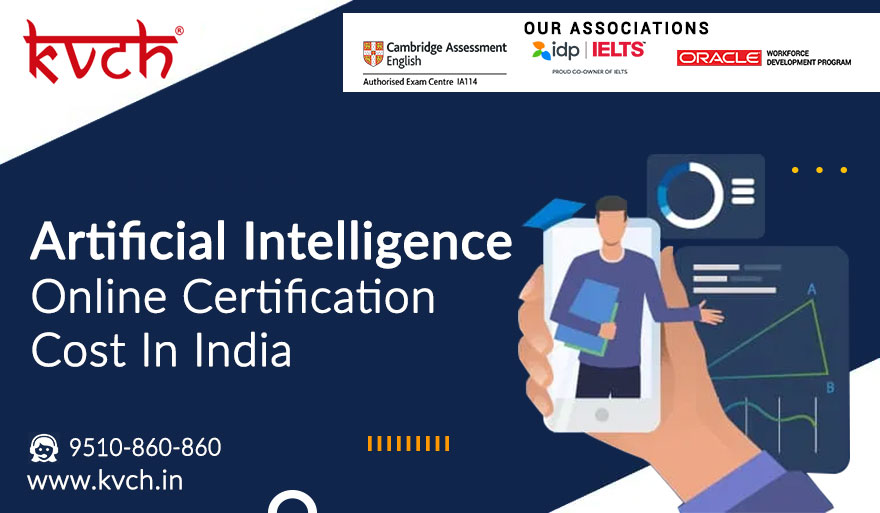 kvch®
OUR ASSOCIATIONS
Cambridge Assessment
English
Authorised Exam Centre IA114
idp | IELTS™
PROUD CO-OWNER OF IELTS
ORACLE
WORKFORCE
DEVELOPMENT PROGRAM
Artificial Intelligence
Online Certification
Cost In India
A
B
9510-860-860
www.kvch.in